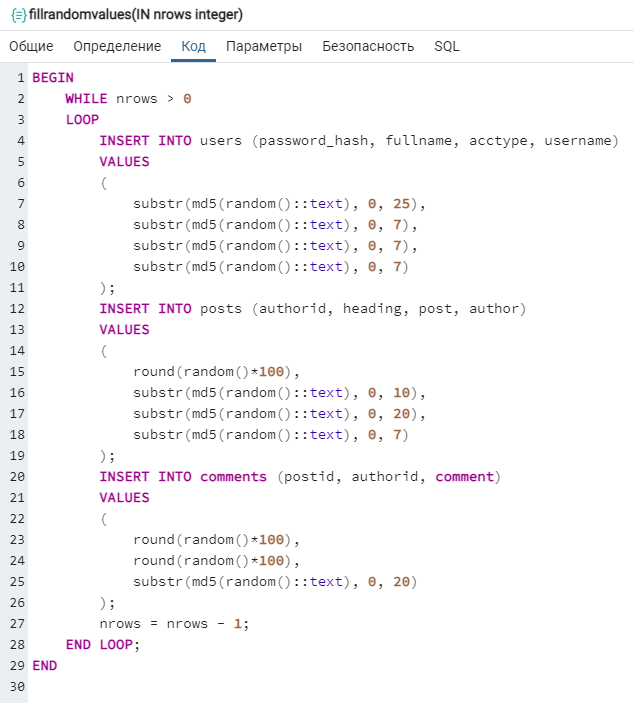 fillrandomvalues(IN nrows integer)
Общие Определение Код Параметры Безопасность SQL
1 BEGIN
2     WHILE nrows > 0
3     LOOP
4         INSERT INTO users (password_hash, fullname, acctype, username)
5         VALUES
6         (
7             substr(md5(random()::text), 0, 25),
8             substr(md5(random()::text), 0, 7),
9             substr(md5(random()::text), 0, 7),
10             substr(md5(random()::text), 0, 7)
11         );
12         INSERT INTO posts (authorid, heading, post, author)
13         VALUES
14         (
15             round(random()*100),
16             substr(md5(random()::text), 0, 10),
17             substr(md5(random()::text), 0, 20),
18             substr(md5(random()::text), 0, 7)
19         );
20         INSERT INTO comments (postid, authorid, comment)
21         VALUES
22         (
23             round(random()*100),
24             round(random()*100),
25             substr(md5(random()::text), 0, 20)
26         );
27         nrows = nrows - 1;
28     END LOOP;
29 END
30